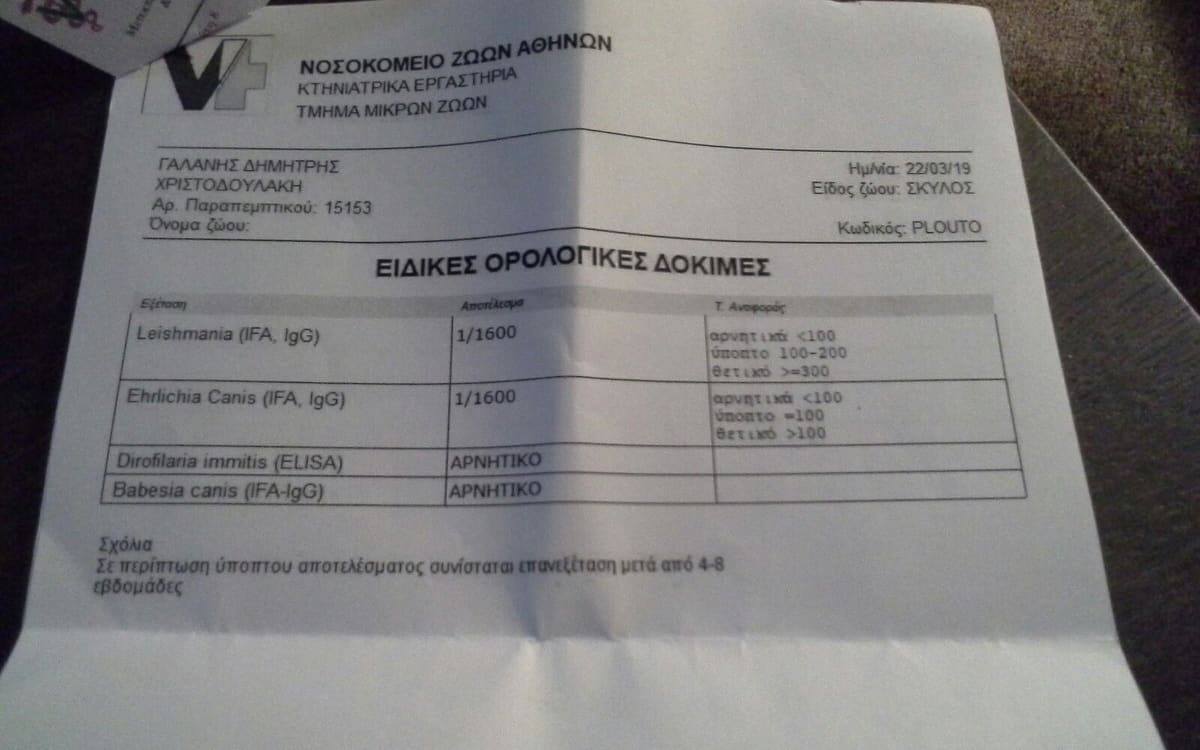 ΝΟΣΟΚΟΜΕΙΟ ΖΩΩΝ ΑΘΗΝΩΝ
ΚΤΗΝΙΑΤΡΙΚΑ ΕΡΓΑΣΤΗΡΙΑ
ΤΜΗΜΑ ΜΙΚΡΩΝ ΖΩΩΝ
ΓΑΛΑΝΗΣ ΔΗΜΗΤΡΗΣ Ημ/νία: 22/03/19
ΧΡΙΣΤΟΔΟΥΛΑΚΗ Είδος ζώου: ΣΚΥΛΟΣ
Αρ. Παραπεμπτικού: 15153
Όνομα ζώου: Κωδικός: PLOUTO
ΕΙΔΙΚΕΣ ΟΡΟΛΟΓΙΚΕΣ ΔΟΚΙΜΕΣ
Εξέταση Αποτέλεσμα Τ. Αναφοράς
Leishmania (IFA, IgG) 1/1600 αρνητικά <100
ύποπτο 100-200
θετικό >=300
Ehrlichia Canis (IFA, IgG) 1/1600 αρνητικά <100
ύποπτο =100
θετικό >100
Dirofilaria immitis (ELISA) ΑΡΝΗΤΙΚΟ
Babesia canis (IFA-IgG) ΑΡΝΗΤΙΚΟ
Σχόλια
Σε περίπτωση ύποπτου αποτελέσματος συνίσταται επανεξέταση μετά από 4-8
εβδομάδες